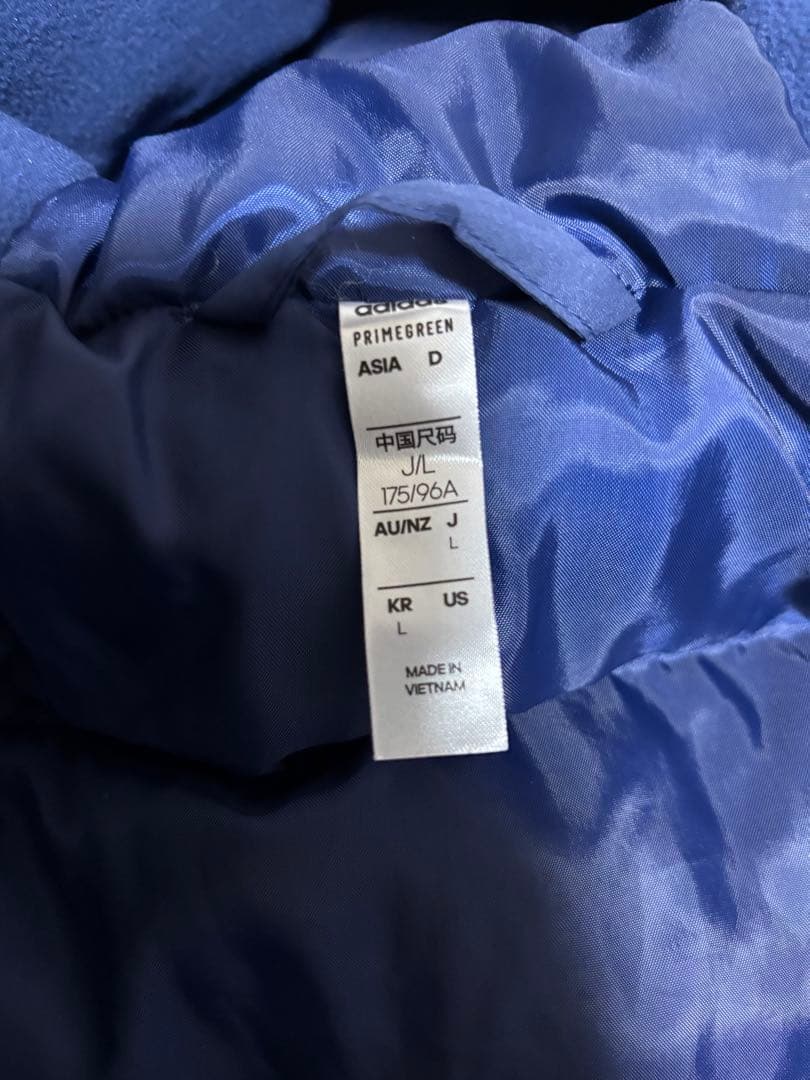 adidas
PRIMEGREEN
ASIA D
中国尺码
J/L
175/96A
AU/NZ J
L
KR US
L
MADE IN
VIETNAM